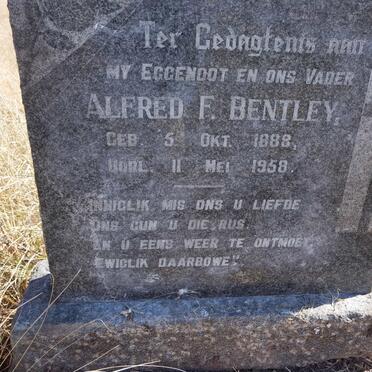 Ter Gedagtenis aan
MY EGGENOOT EN ONS VADER
ALFRED F. BENTLEY,
GEB. 5 OKT. 1888,
OORL. 11 MEI 1958.
INNIGLIK MIS ONS U LIEFDE
ONS GUN U DIE RUS.
EN U EENS WEER TE ONTMOET,
EWIGLIK DAARBOWE".